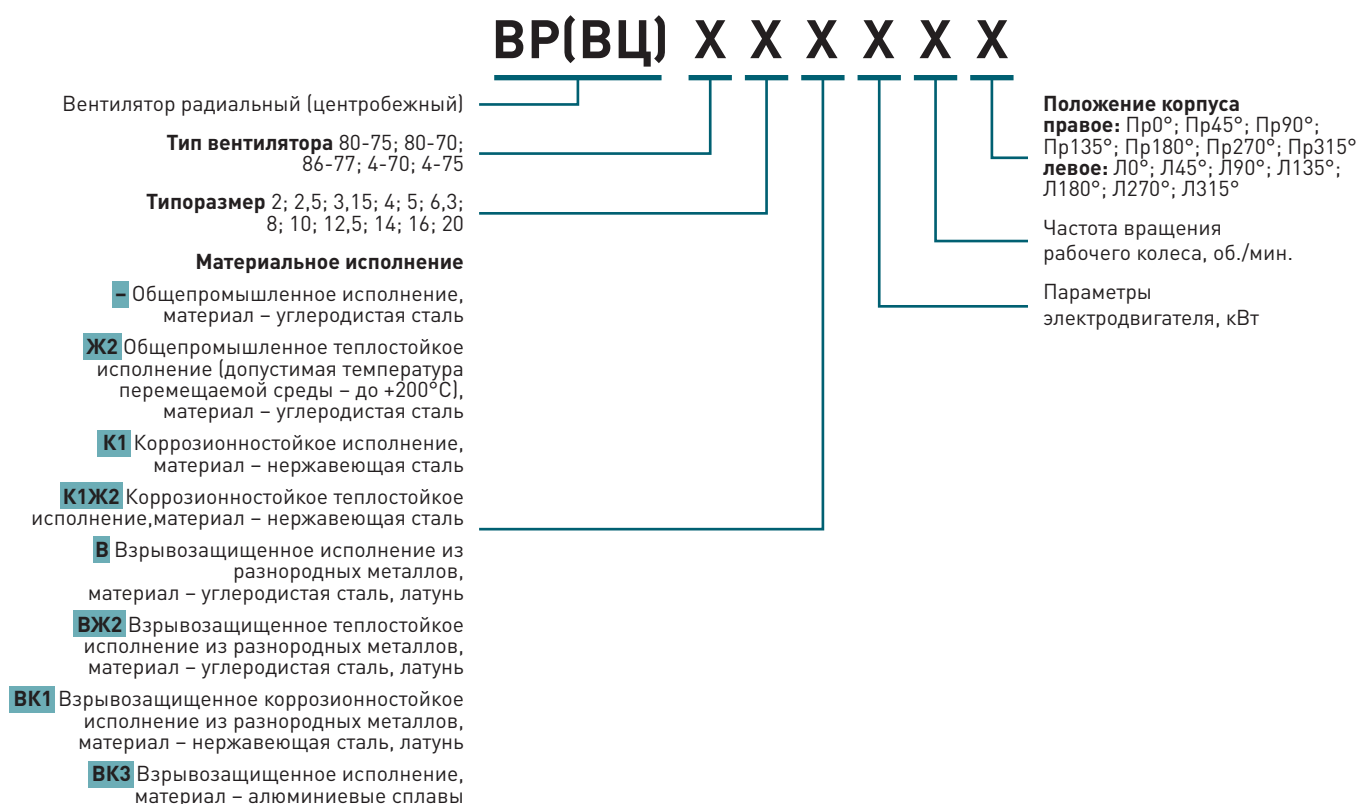 ВР(ВЦ) X X X X X X
Вентилятор радиальный (центробежный)
Тип вентилятора 80-75; 80-70;
86-77; 4-70; 4-75
Типоразмер 2; 2,5; 3,15; 4; 5; 6,3;
8; 10; 12,5; 14; 16; 20
Материальное исполнение
– Общепромышленное исполнение,
материал – углеродистая сталь
Ж2 Общепромышленное теплостойкое
исполнение (допустимая температура
перемещаемой среды – до +200°С),
материал – углеродистая сталь
К1 Коррозионностойкое исполнение,
материал – нержавеющая сталь
К1Ж2 Коррозионностойкое теплостойкое
исполнение,материал – нержавеющая сталь
В Взрывозащищенное исполнение из
разнородных металлов,
материал – углеродистая сталь, латунь
ВЖ2 Взрывозащищенное теплостойкое
исполнение из разнородных металлов,
материал – углеродистая сталь, латунь
ВК1 Взрывозащищенное коррозионностойкое
исполнение из разнородных металлов,
материал – нержавеющая сталь, латунь
ВК3 Взрывозащищенное исполнение,
материал – алюминиевые сплавы
Положение корпуса
правое: Пр0°; Пр45°; Пр90°;
Пр135°; Пр180°; Пр270°; Пр315°
левое: Л0°; Л45°; Л90°; Л135°;
Л180°; Л270°; Л315°
Частота вращения
рабочего колеса, об./мин.
Параметры
электродвигателя, кВт